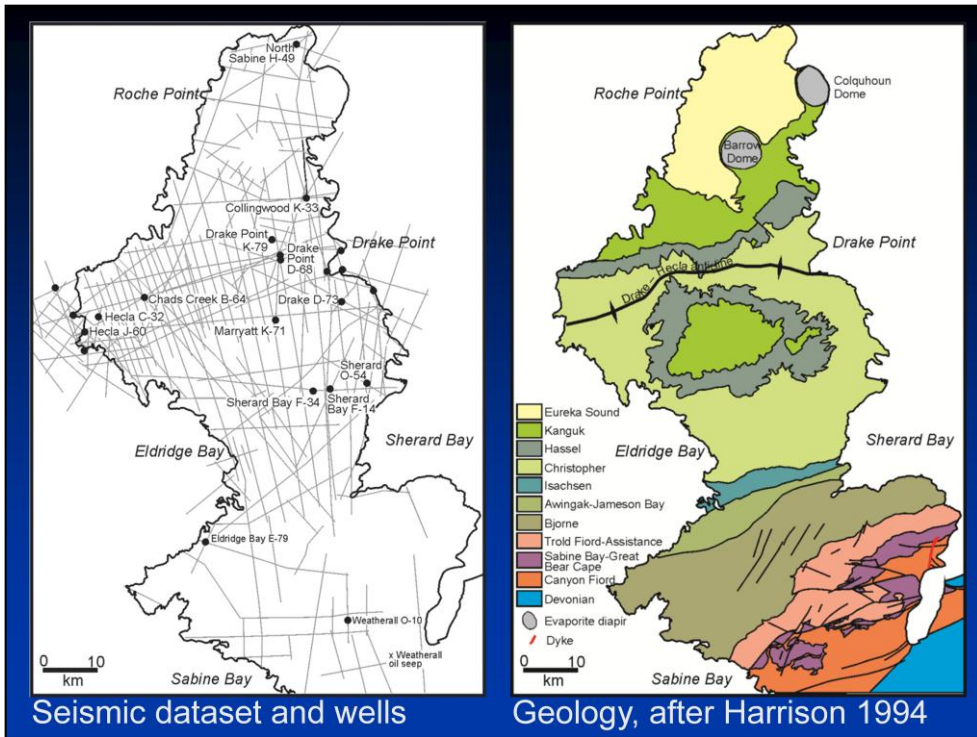 North
Sabine H-49
Roche Point
Collingwood K-33
Drake Point
K-79
Drake
Point
D-68
Drake Point
Chads Creek B-64
Drake D-73
Hecla C-32
Hecla J-60
Marryatt K-71
Sherard
O-54
Sherard Bay F-34
Sherard
Bay F-14
Eldridge Bay
Sherard Bay
Eldridge Bay E-79
Weatherall O-10
x Weatherall
oil seep
0 10
km
Sabine Bay
Seismic dataset and wells
Roche Point
Colquhoun
Dome
Barrow
Dome
Drake Point
Drake - Hecla anticline
Eureka Sound
Kanguk
Hassel
Christopher
Isachsen
Awingak-Jameson Bay
Bjorne
Trold Fiord-Assistance
Sabine Bay-Great
Bear Cape
Canyon Fiord
Devonian
Evaporite diapir
Dyke
Eldridge Bay
Sherard Bay
0 10
km
Sabine Bay
Geology, after Harrison 1994